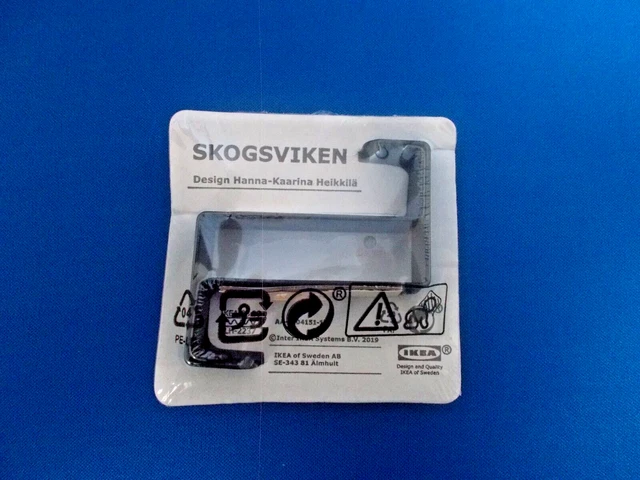 SKOGSVIKEN
Design Hanna-Kaarina Heikkilä
04
®
©Inter Systems B.V. 2019
IKEA of Sweden AB
SE-343 81 Älmhult
IKEA®
Design and Quality
IKEA of Sweden